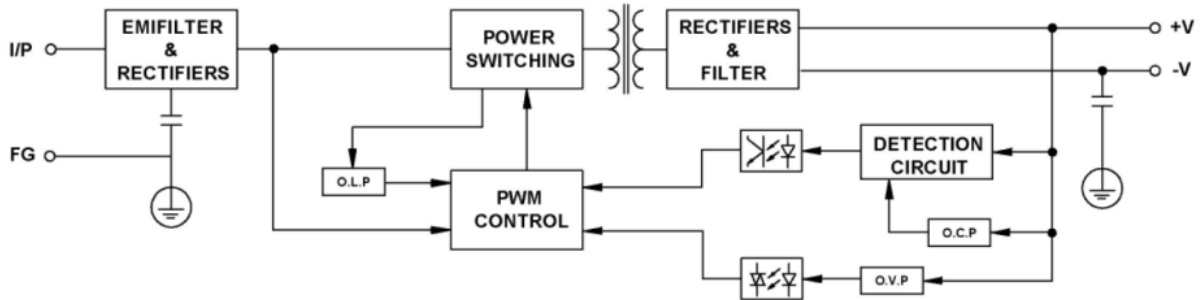 I/P
EMIFILTER
&
RECTIFIERS
POWER
SWITCHING
RECTIFIERS
&
FILTER
+V
-V
FG
O.L.P
PWM
CONTROL
DETECTION
CIRCUIT
O.C.P
O.V.P